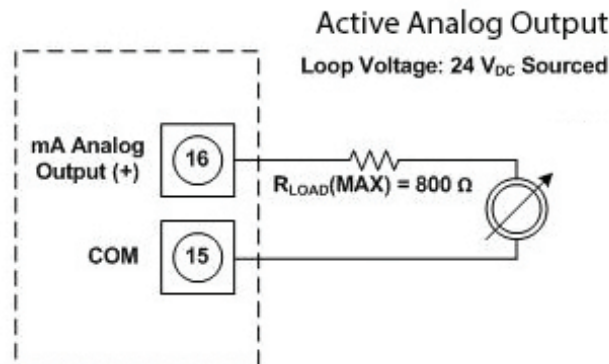 Active Analog Output
Loop Voltage: 24 VDC Sourced
mA Analog
Output (+)
16
RLOAD(MAX) = 800 Ω
COM
15